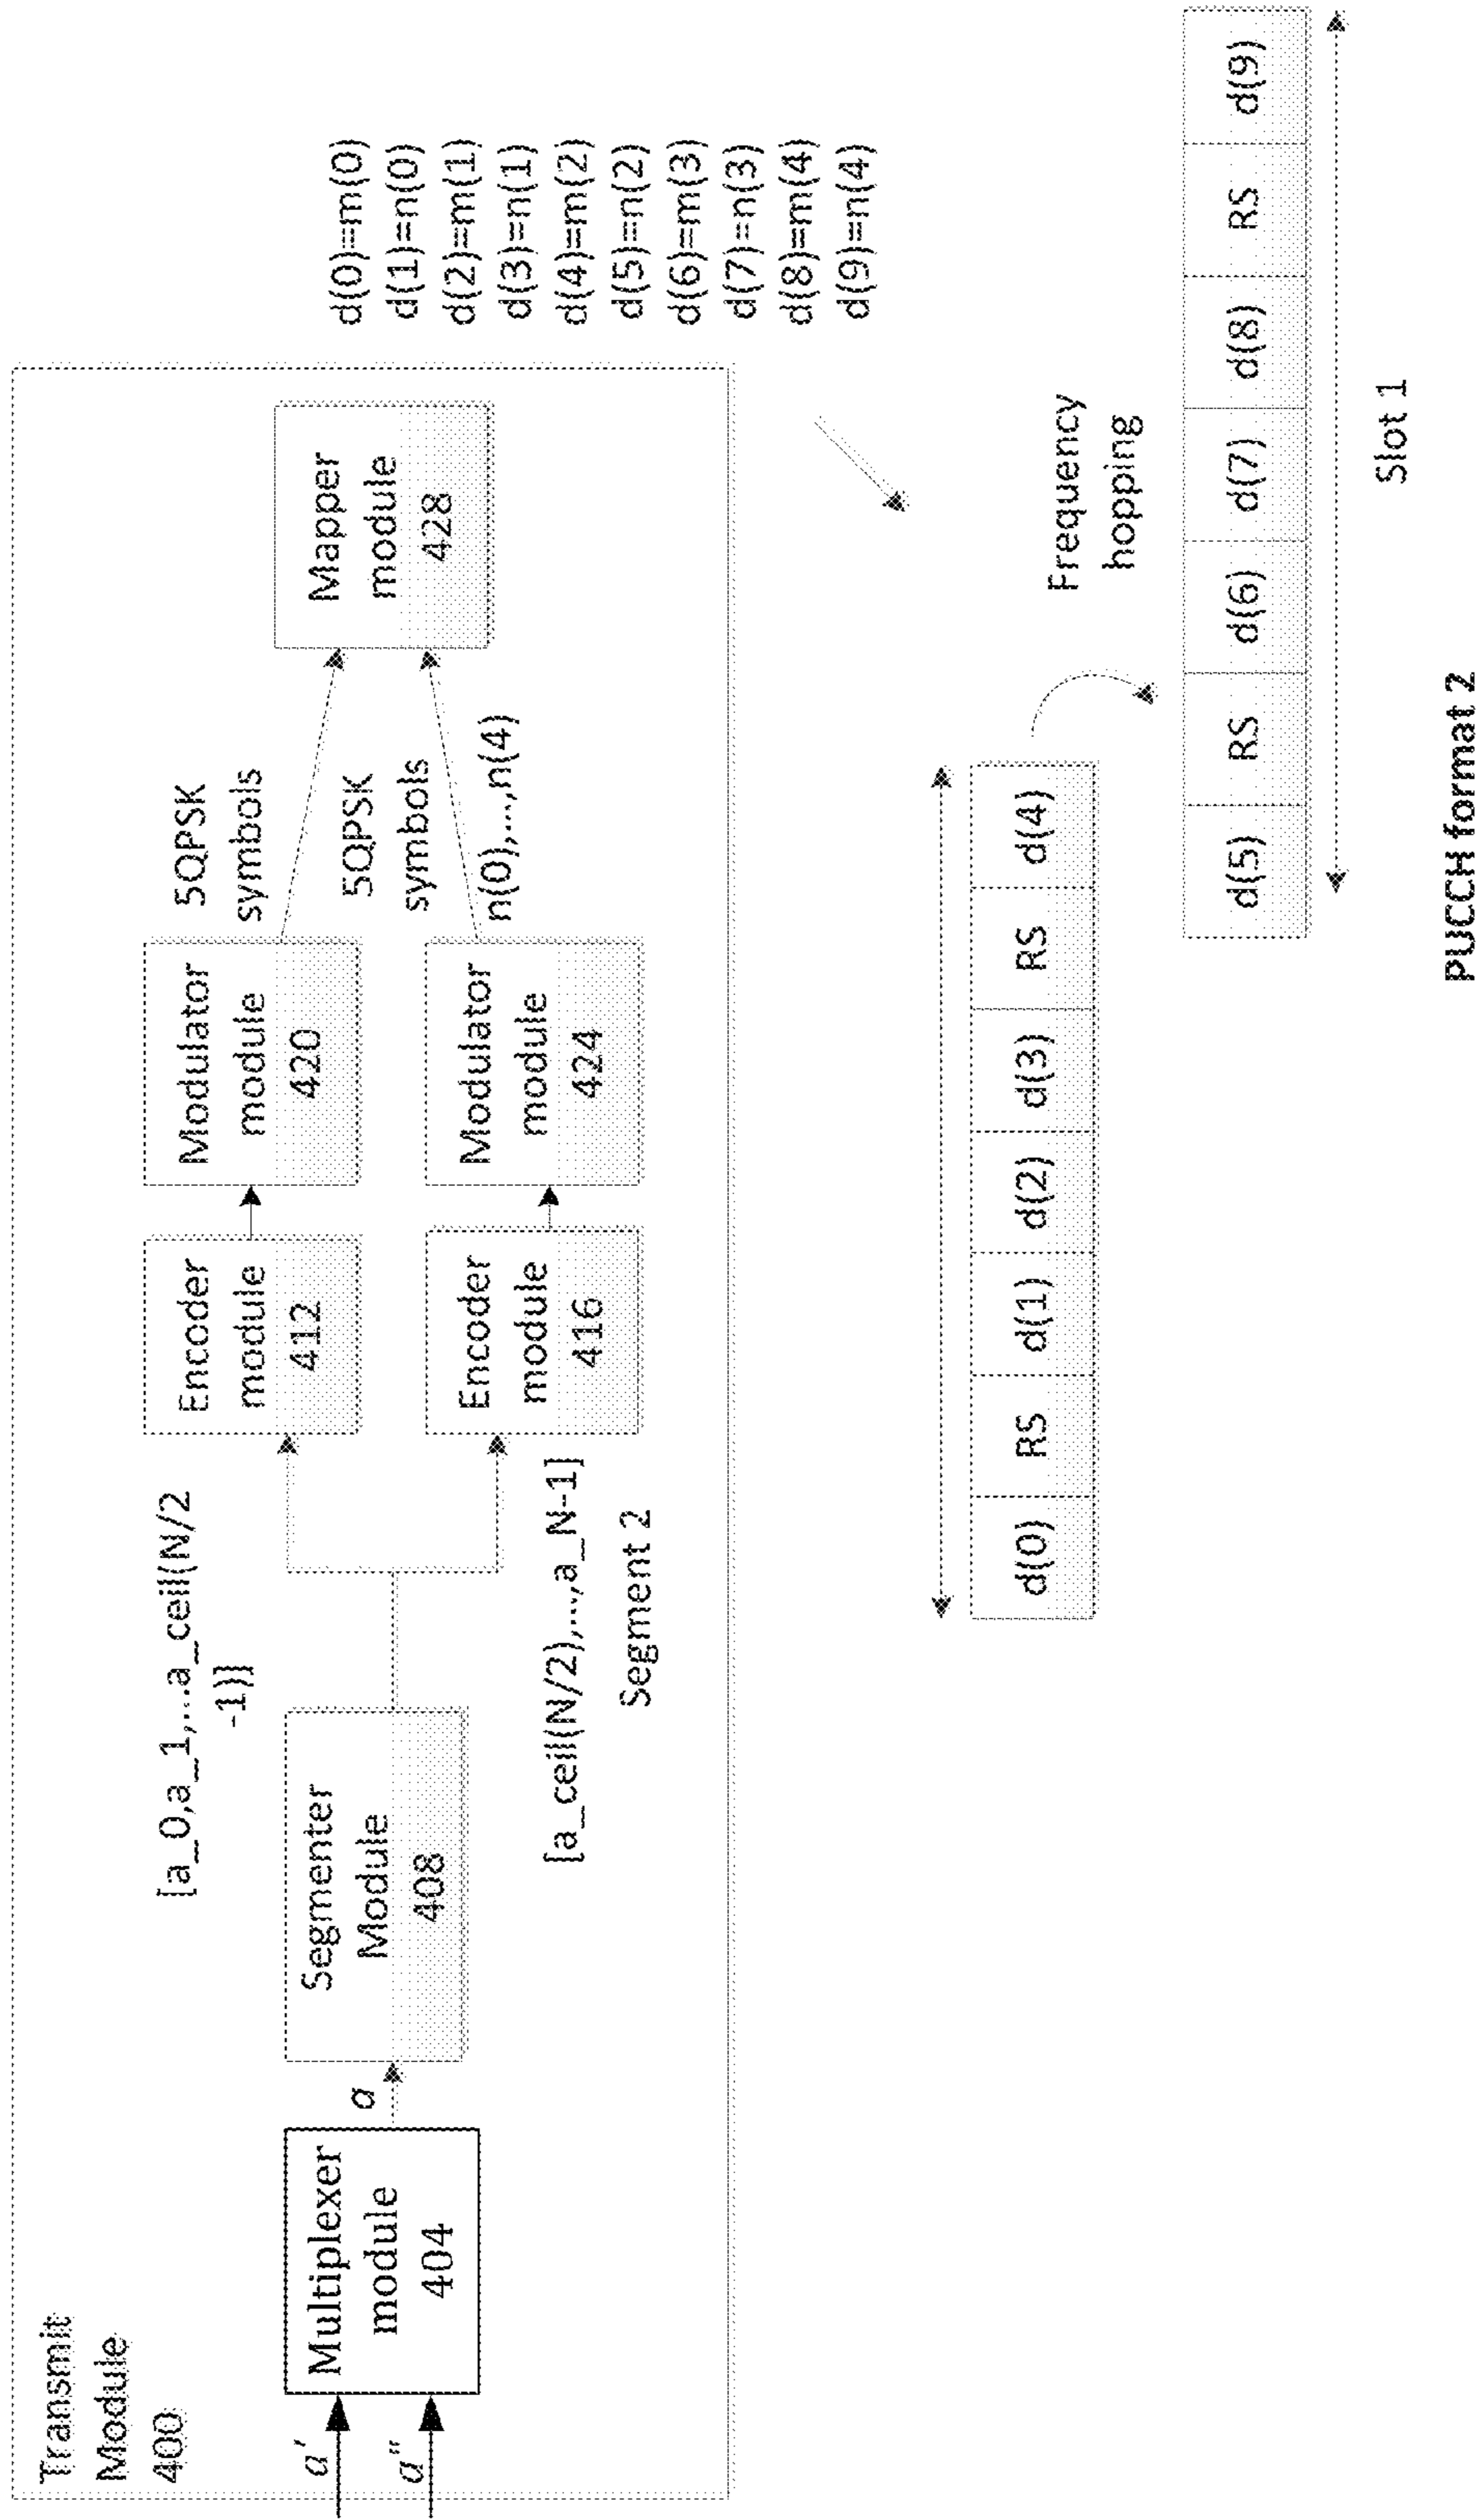 Transmit
Module
400
a'
a"
Multiplexer
module
404
a
Segmenter
Module
408
[a_0,a_1,...a_ceil(N/2
-1)]
[a_ceil(N/2),...,a_N-1]
Segment 2
Encoder
module
412
Encoder
module
416
Modulator
module
420
Modulator
module
424
5QPSK
symbols
5QPSK
symbols
n(0),...,n(4)
Mapper
module
428
d(0)=m(0)
d(1)=n(0)
d(2)=m(1)
d(3)=n(1)
d(4)=m(2)
d(5)=n(2)
d(6)=m(3)
d(7)=n(3)
d(8)=m(4)
d(9)=n(4)
d(0) RS d(1) d(2) d(3) RS d(4)
Frequency
hopping
d(5) RS d(6) d(7) d(8) RS d(9)
Slot 1
PUCCH format 2